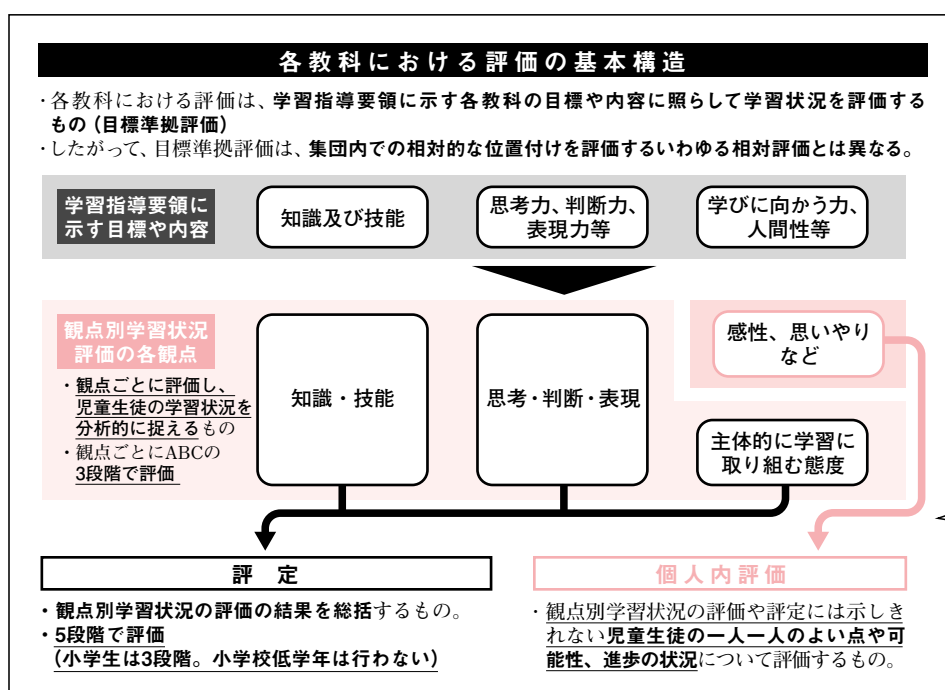 各教科における評価の基本構造
・各教科における評価は、学習指導要領に示す各教科の目標や内容に照らして学習状況を評価する
もの（目標準拠評価）
・したがって、目標準拠評価は、集団内での相対的な位置付けを評価するいわゆる相対評価とは異なる。
学習指導要領に
示す目標や内容
知識及び技能
思考力、判断力、
表現力等
学びに向かう力、
人間性等
観点別学習状況
評価の各観点
・観点ごとに評価し、
児童生徒の学習状況を
分析的に捉えるもの
・観点ごとにABCの
3段階で評価
知識・技能
思考・判断・表現
感性、思いやり
など
主体的に学習に
取り組む態度
評 定
・観点別学習状況の評価の結果を総括するもの。
・5段階で評価
（小学生は3段階。小学校低学年は行わない）
個人内評価
・観点別学習状況の評価や評定には示しき
れない児童生徒の一人一人のよい点や可
能性、進歩の状況について評価するもの。